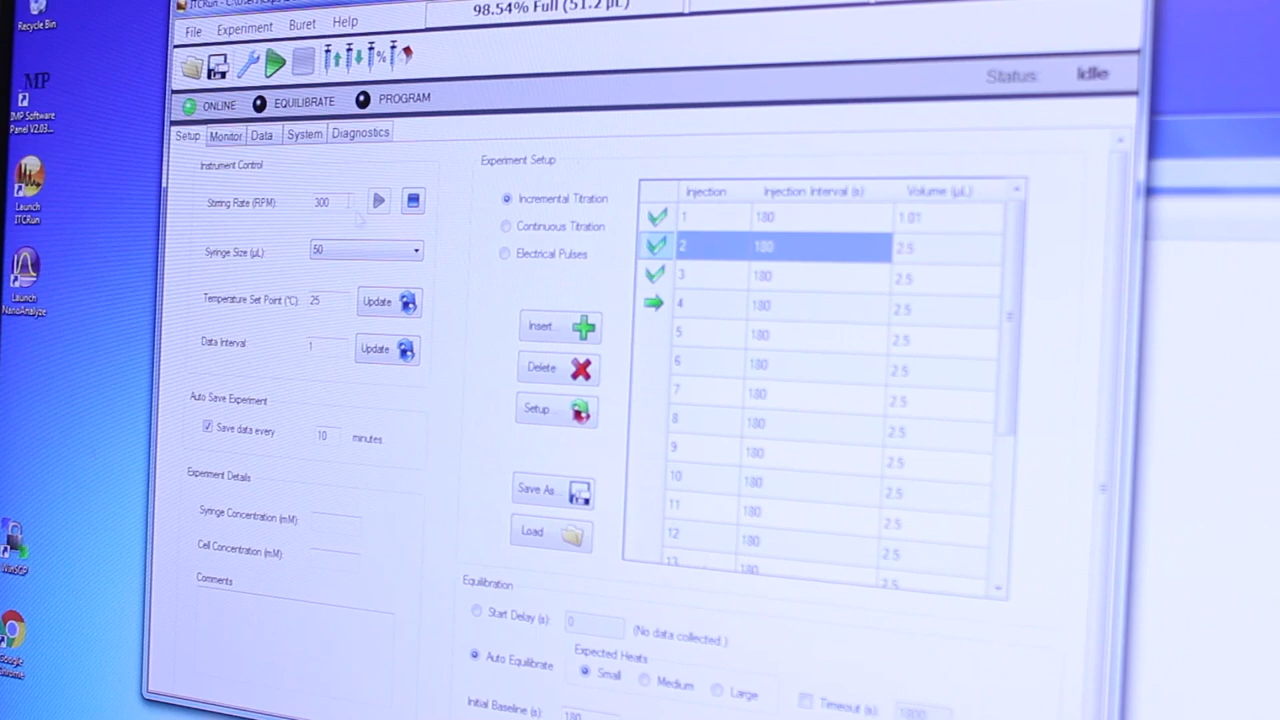 Recycle Bin
MP
IMP Software
Panel V2.03...
Launch
ITCRun
Launch
NanoAnalyze
WinSCP
Google
Chrome
98.54% Full (51.2 µL)
File Experiment Buret Help
Status: Idle
ONLINE EQUILIBRATE PROGRAM
Setup Monitor Data System Diagnostics
Instrument Control
Stirring Rate (RPM): 300
Syringe Size (µL): 50
Temperature Set Point (°C): 25 Update
Data Interval 1 Update
Auto Save Experiment
Save data every 10 minutes
Experiment Details
Syringe Concentration (mM):
Cell Concentration (mM):
Comments
Experiment Setup
Incremental Titration
Continuous Titration
Electrical Pulses
Insert...
Delete
Setup...
Save As...
Load
Injection Injection Interval (s) Volume (µL)
1 180 1.01
2 180 2.5
3 180 2.5
4 180 2.5
5 180 2.5
6 180 2.5
7 180 2.5
8 180 2.5
9 180 2.5
10 180 2.5
11 180 2.5
12 180 2.5
13 180 2.5
Equilibration
Start Delay (s): 0 (No data collected.)
Auto Equilibrate
Expected Heats
Small Medium Large
Timeout (s): 1800
Initial Baseline (s): 180